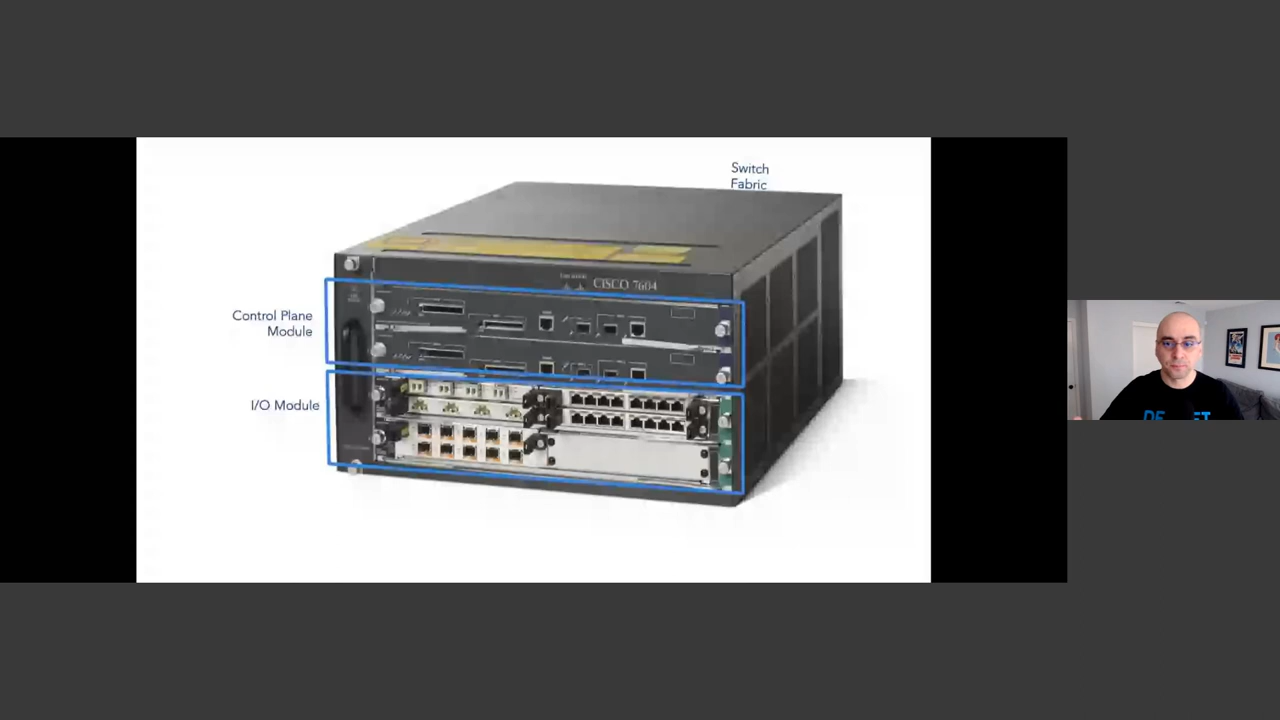 Switch
Fabric
CISCO 7604
Control Plane
Module
I/O Module